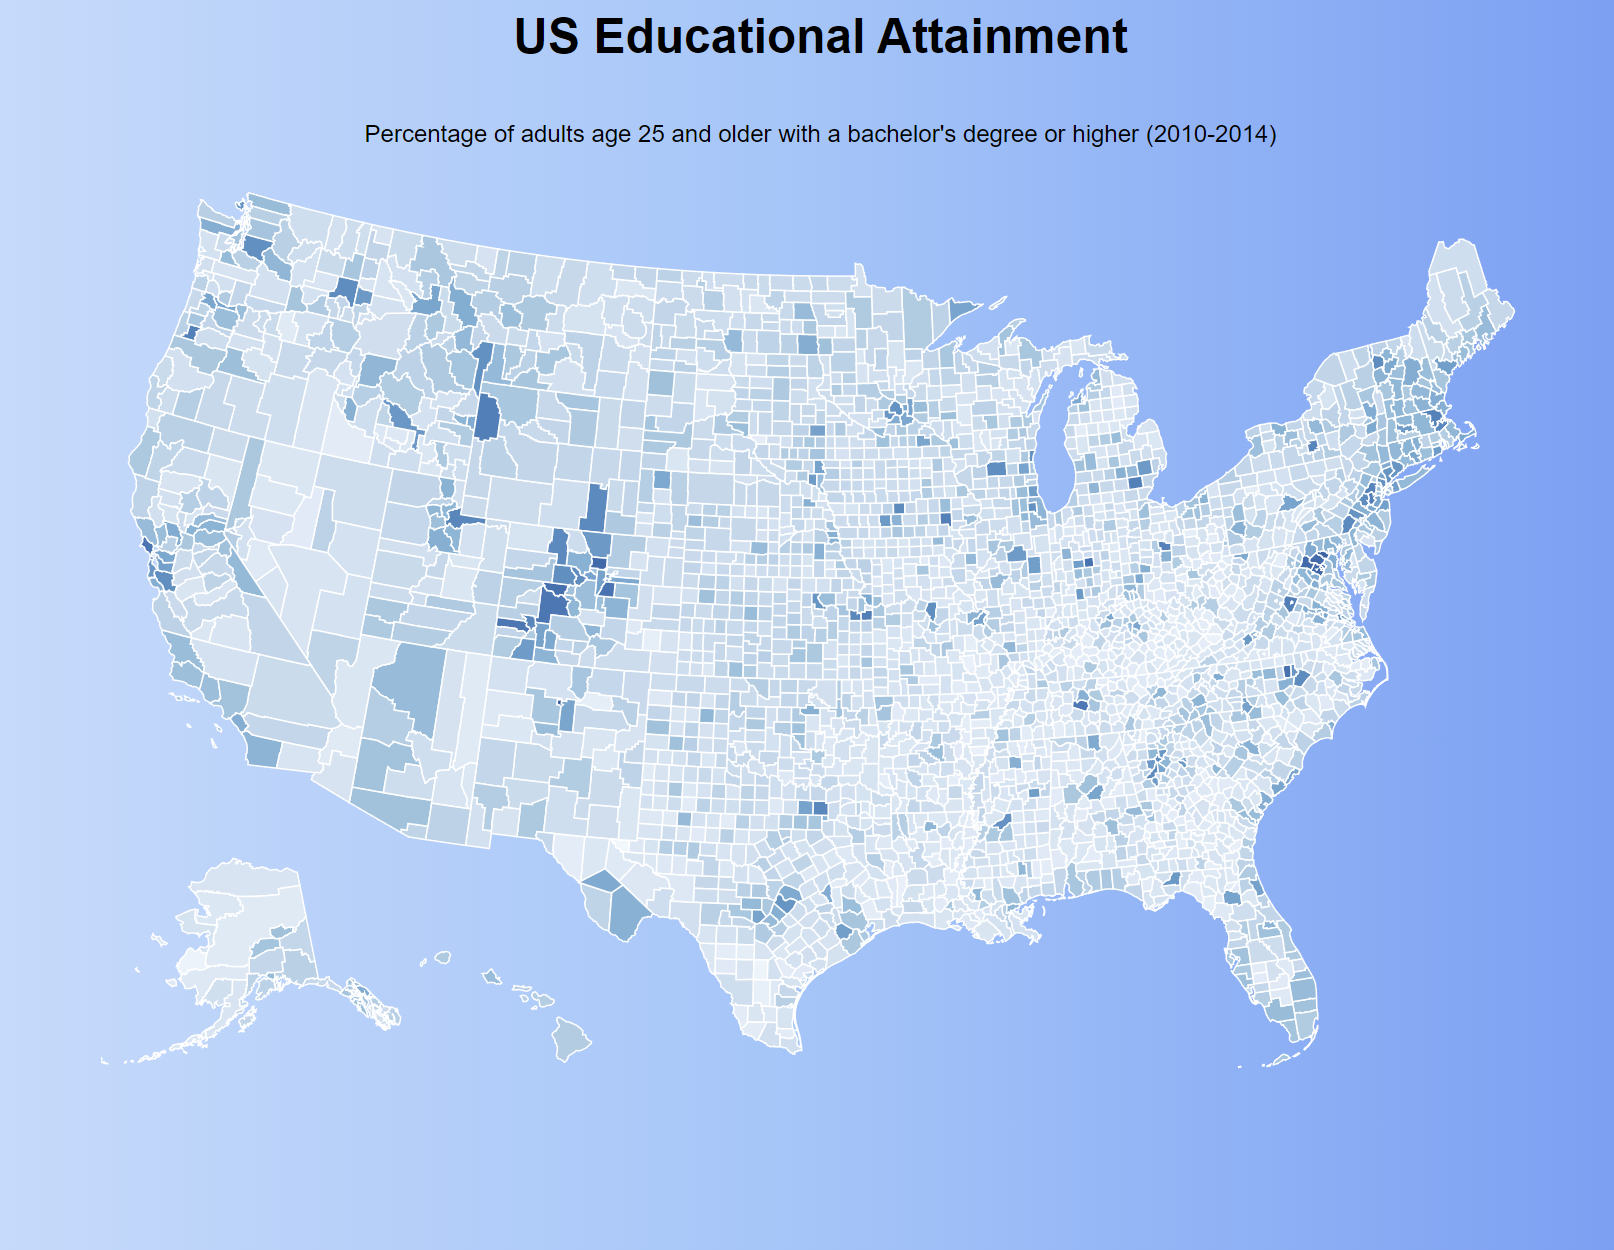 US Educational Attainment
Percentage of adults age 25 and older with a bachelor's degree or higher (2010-2014)